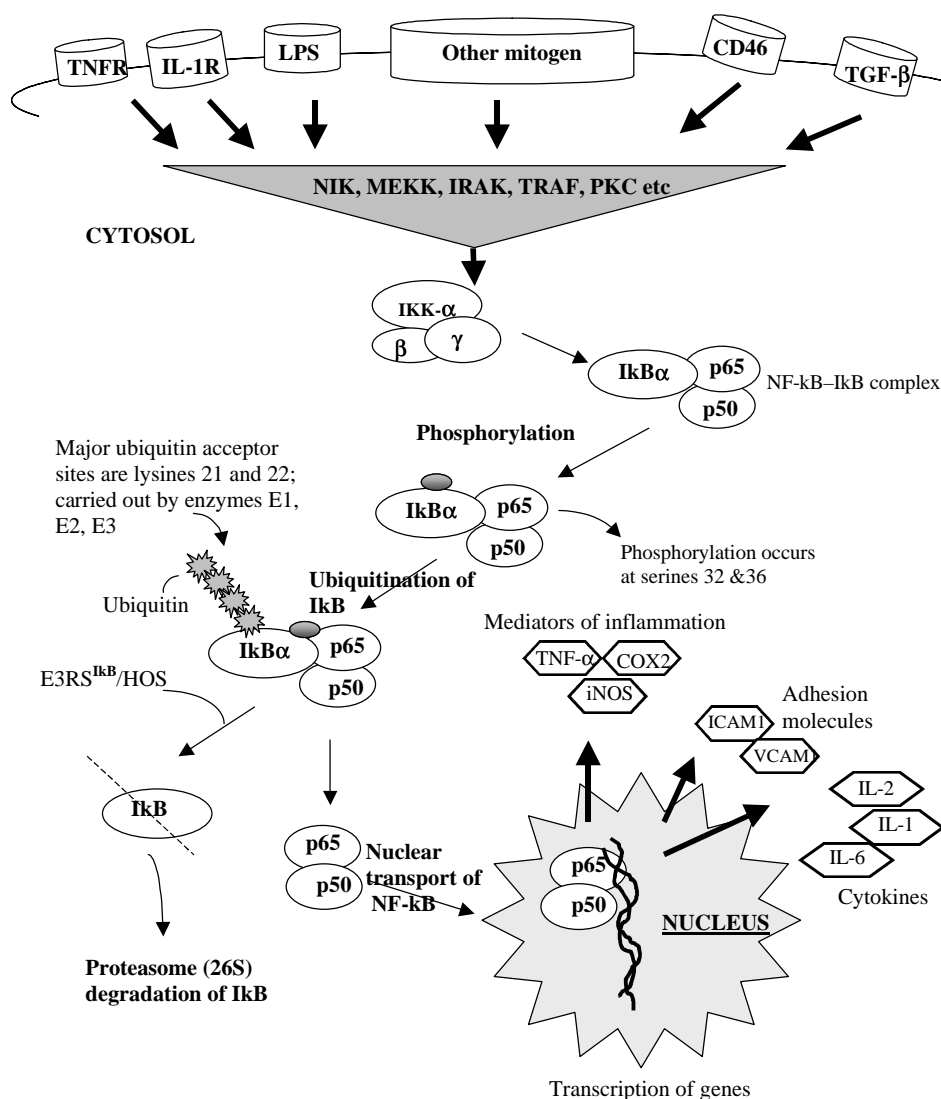 TNFR
IL-1R
LPS
Other mitogen
CD46
TGF-β
NIK, MEKK, IRAK, TRAF, PKC etc
CYTOSOL
IKK-α
β
γ
IkBα
p65
p50
NF-kB–IkB complex
Phosphorylation
Major ubiquitin acceptor
sites are lysines 21 and 22;
carried out by enzymes E1,
E2, E3
IkBα
p65
p50
Phosphorylation occurs
at serines 32 &36
Ubiquitination of
IkB
Ubiquitin
IkBα
p65
p50
E3RSIkB/HOS
IkB
Proteasome (26S)
degradation of IkB
p65
p50
Nuclear
transport of
NF-kB
Mediators of inflammation
TNF-α
COX2
iNOS
Adhesion
molecules
ICAM1
VCAM1
IL-2
IL-1
IL-6
Cytokines
p65
p50
NUCLEUS
Transcription of genes